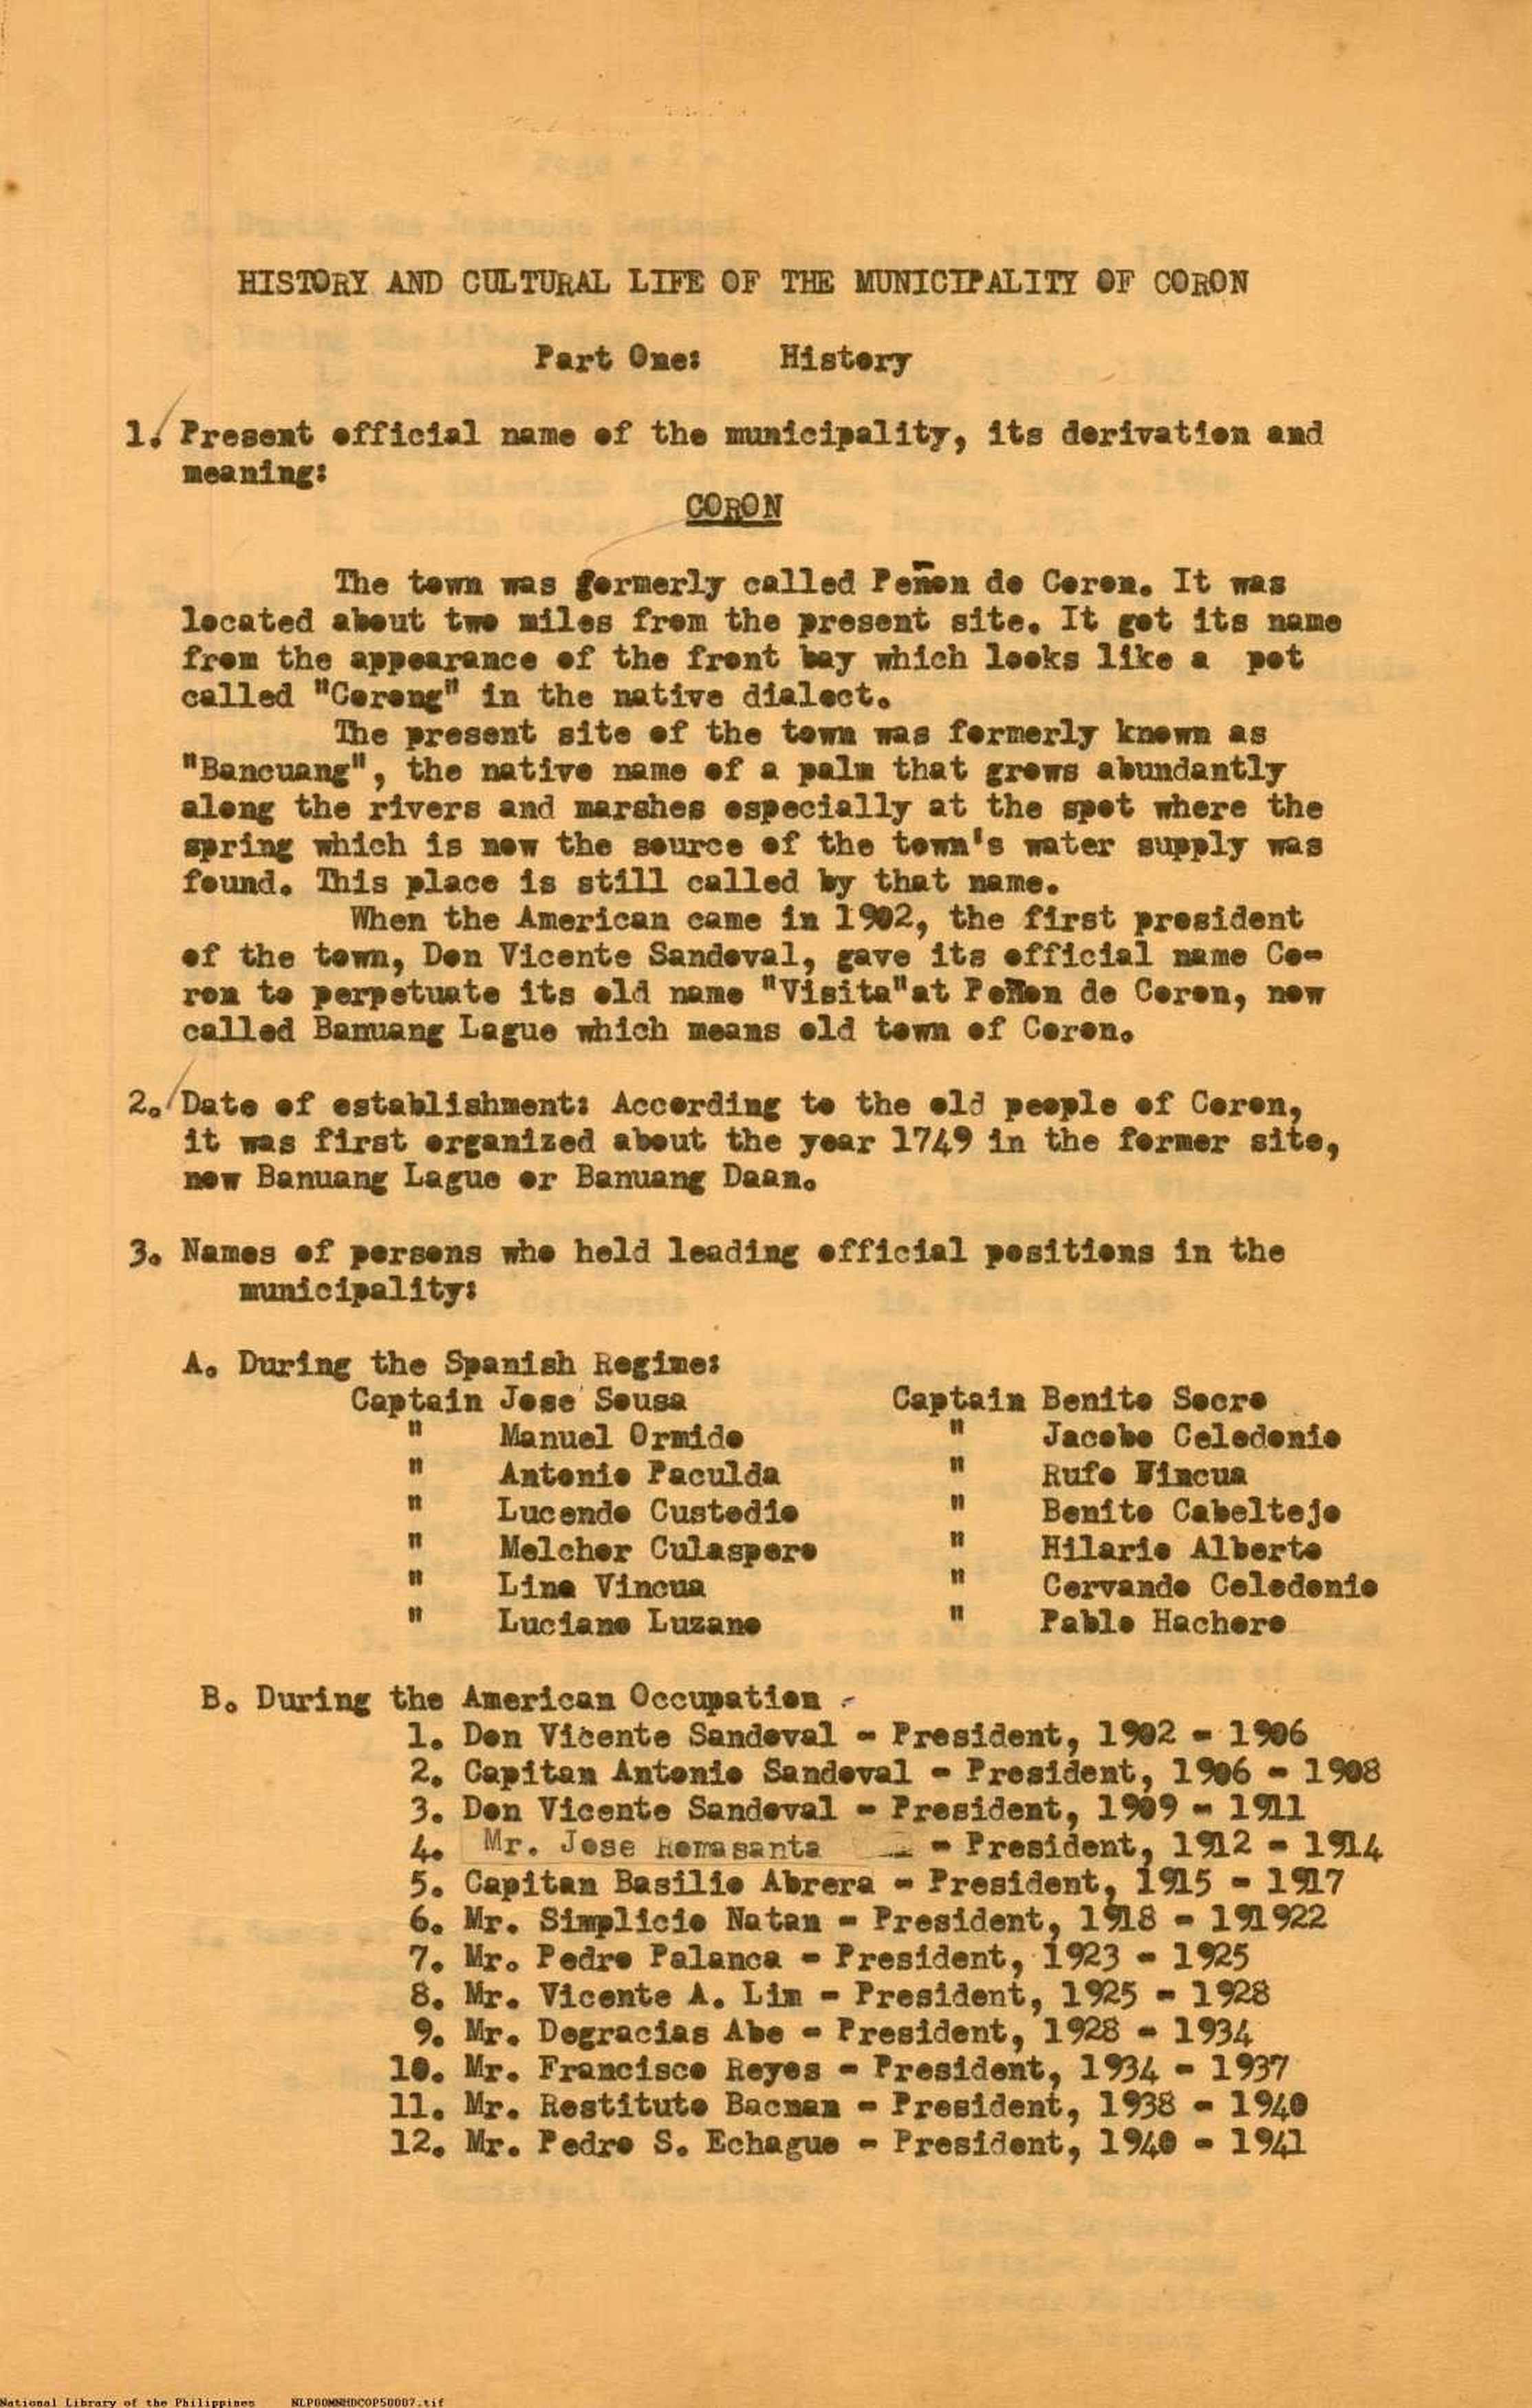 HISTORY AND CULTURAL LIFE OF THE MUNICIPALITY OF CORON
Part One: History
1. Present official name of the municipality, its derivation and
meaning:
CORON
The town was formerly called Peñon de Coron. It was
located about two miles from the present site. It got its name
from the appearance of the front bay which looks like a pot
called "Corong" in the native dialect.
The present site of the town was formerly known as
"Bancuang", the native name of a palm that grows abundantly
along the rivers and marshes especially at the spot where the
spring which is now the source of the town's water supply was
found. This place is still called by that name.
When the American came in 1902, the first president
of the town, Don Vicente Sandoval, gave its official name Co-
ron to perpetuate its old name "Visita"at Peñon de Coron, now
called Banuang Lague which means old town of Coron.
2. Date of establishment: According to the old people of Coron,
it was first organized about the year 1749 in the former site,
now Banuang Lague or Banuang Daan.
3. Names of persons who held leading official positions in the
municipality:
A. During the Spanish Regime:
Captain Jose Sousa Captain Benito Socro
" Manuel Ormido " Jacobo Celedonio
" Antonio Paculda " Rufo Vincua
" Lucendo Custodio " Benito Cabeltejo
" Melchor Culaspero " Hilario Alberto
" Lino Vincua " Cervando Celedonio
" Luciano Luzano " Pablo Hachero
B. During the American Occupation -
1. Don Vicente Sandoval - President, 1902 - 1906
2. Capitan Antonio Sandoval - President, 1906 - 1908
3. Don Vicente Sandoval - President, 1909 - 1911
4. Mr. Jose Remasanta - President, 1912 - 1914
5. Capitan Basilio Abrera - President, 1915 - 1917
6. Mr. Simplicio Natan - President, 1918 - 191922
7. Mr. Pedro Palanca - President, 1923 - 1925
8. Mr. Vicente A. Lim - President, 1925 - 1928
9. Mr. Degracias Abe - President, 1928 - 1934
10. Mr. Francisco Reyes - President, 1934 - 1937
11. Mr. Restituto Bacnan - President, 1938 - 1940
12. Mr. Pedro S. Echague - President, 1940 - 1941
National Library of the Philippines NLP00MNHDCOP50007.tif